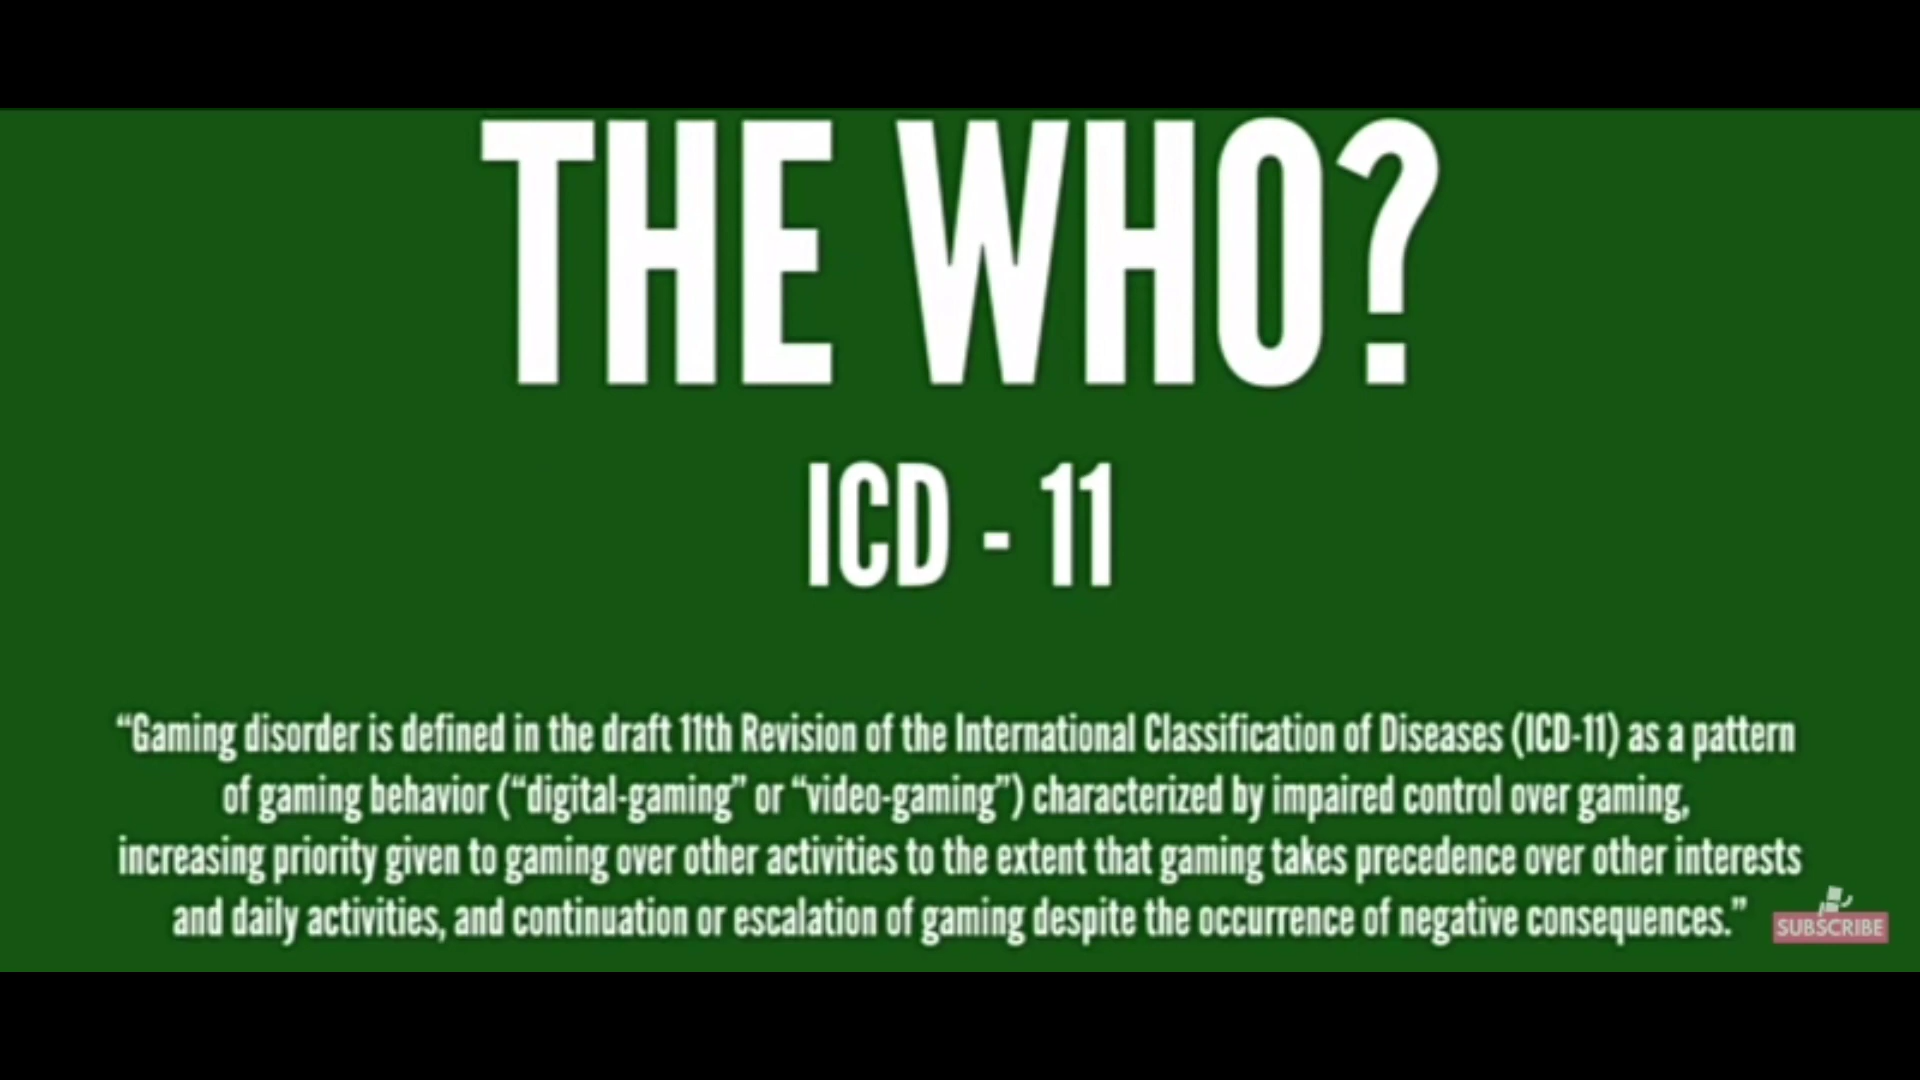 THE WHO?
ICD - 11
“Gaming disorder is defined in the draft 11th Revision of the International Classification of Diseases (ICD-11) as a pattern
of gaming behavior (“digital-gaming” or “video-gaming”) characterized by impaired control over gaming,
increasing priority given to gaming over other activities to the extent that gaming takes precedence over other interests
and daily activities, and continuation or escalation of gaming despite the occurrence of negative consequences.”
SUBSCRIBE